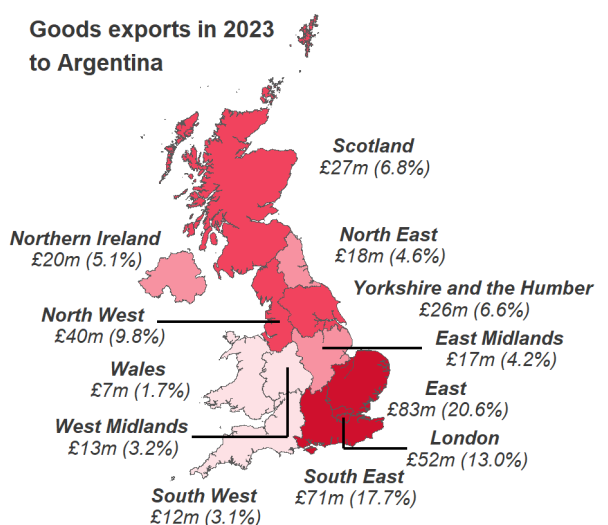 Goods exports in 2023
to Argentina
Scotland
£27m (6.8%)
Northern Ireland
£20m (5.1%)
North East
£18m (4.6%)
Yorkshire and the Humber
£26m (6.6%)
North West
£40m (9.8%)
East Midlands
£17m (4.2%)
Wales
£7m (1.7%)
East
£83m (20.6%)
West Midlands
£13m (3.2%)
London
£52m (13.0%)
South East
£71m (17.7%)
South West
£12m (3.1%)